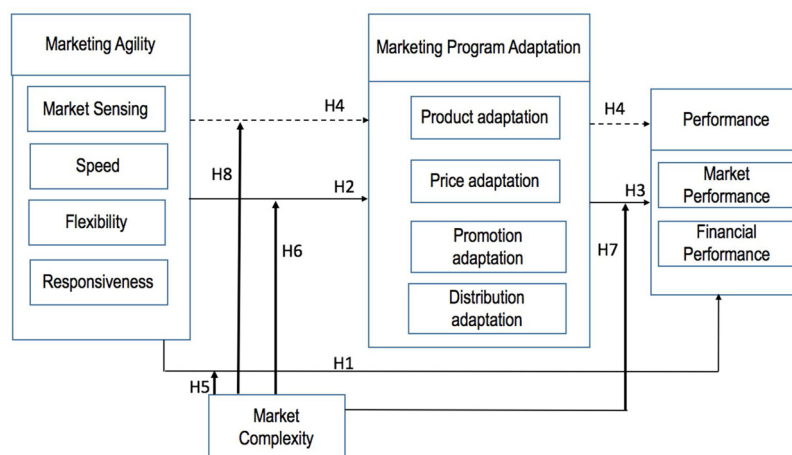 Marketing Agility
Market Sensing
Speed
Flexibility
Responsiveness
H4
H8
H2
H6
Marketing Program Adaptation
Product adaptation
Price adaptation
Promotion
adaptation
Distribution
adaptation
H4
H3
H7
Performance
Market
Performance
Financial
Performance
H1
H5
Market
Complexity